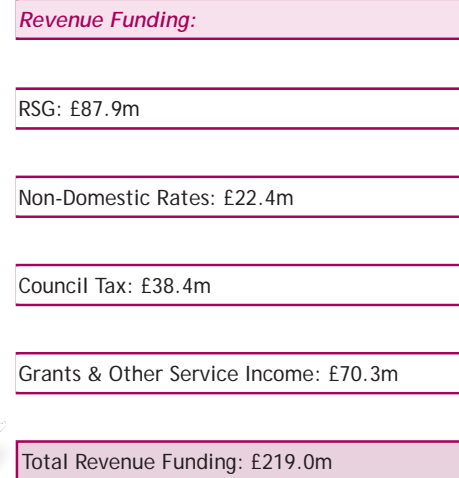 Revenue Funding:
RSG: £87.9m
Non-Domestic Rates: £22.4m
Council Tax: £38.4m
Grants & Other Service Income: £70.3m
Total Revenue Funding: £219.0m